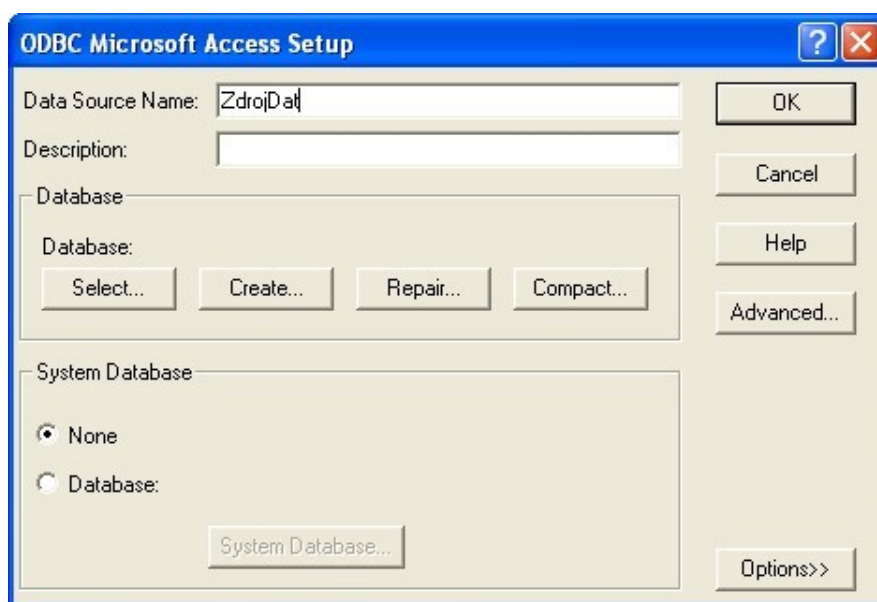 ODBC Microsoft Access Setup
Data Source Name: ZdrojDat
OK
Description:
Cancel
Database
Database:
Help
Select... Create... Repair... Compact...
Advanced...
System Database
None
Database:
System Database...
Options>>